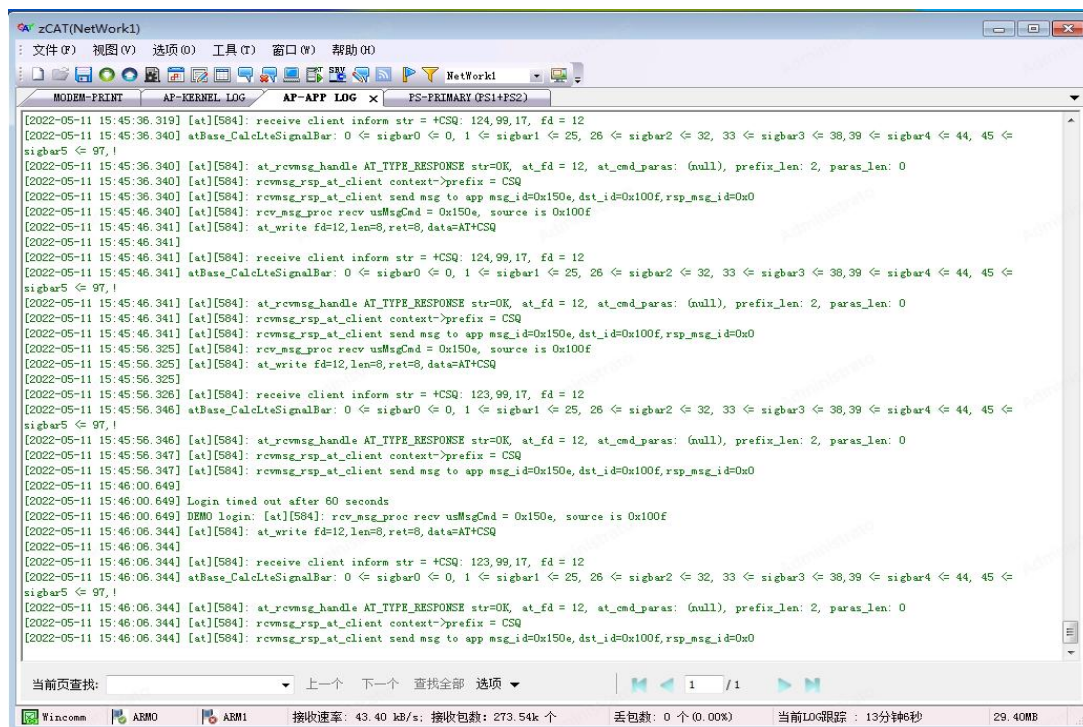 zCAT(NetWork1)
文件(F) 视图(V) 选项(O) 工具(T) 窗口(W) 帮助(H)
NetWork1
MODEM-PRINT AP-KERNEL LOG AP-APP LOG PS-PRIMARY(PS1+PS2)
[2022-05-11 15:45:36.319] [at][584]: receive client inform str = +CSQ: 124,99,17, fd = 12
[2022-05-11 15:45:36.340] atBase_CalcLteSignalBar: 0 <= sigbar0 <= 0, 1 <= sigbar1 <= 25, 26 <= sigbar2 <= 32, 33 <= sigbar3 <= 38,39 <= sigbar4 <= 44, 45 <=
sigbar5 <= 97,!
[2022-05-11 15:45:36.340] [at][584]: at_rcvmsg_handle AT_TYPE_RESPONSE str=OK, at_fd = 12, at_cmd_paras: (null), prefix_len: 2, paras_len: 0
[2022-05-11 15:45:36.340] [at][584]: rcvmsg_rsp_at_client context->prefix = CSQ
[2022-05-11 15:45:36.340] [at][584]: rcvmsg_rsp_at_client send msg to app msg_id=0x150e,dst_id=0x100f,rsp_msg_id=0x0
[2022-05-11 15:45:46.340] [at][584]: rcv_msg_proc recv usMsgCmd = 0x150e, source is 0x100f
[2022-05-11 15:45:46.341] [at][584]: at_write fd=12,len=8,ret=8,data=AT+CSQ
[2022-05-11 15:45:46.341]
[2022-05-11 15:45:46.341] [at][584]: receive client inform str = +CSQ: 124,99,17, fd = 12
[2022-05-11 15:45:46.341] atBase_CalcLteSignalBar: 0 <= sigbar0 <= 0, 1 <= sigbar1 <= 25, 26 <= sigbar2 <= 32, 33 <= sigbar3 <= 38,39 <= sigbar4 <= 44, 45 <=
sigbar5 <= 97,!
[2022-05-11 15:45:46.341] [at][584]: at_rcvmsg_handle AT_TYPE_RESPONSE str=OK, at_fd = 12, at_cmd_paras: (null), prefix_len: 2, paras_len: 0
[2022-05-11 15:45:46.341] [at][584]: rcvmsg_rsp_at_client context->prefix = CSQ
[2022-05-11 15:45:46.341] [at][584]: rcvmsg_rsp_at_client send msg to app msg_id=0x150e,dst_id=0x100f,rsp_msg_id=0x0
[2022-05-11 15:45:56.325] [at][584]: rcv_msg_proc recv usMsgCmd = 0x150e, source is 0x100f
[2022-05-11 15:45:56.325] [at][584]: at_write fd=12,len=8,ret=8,data=AT+CSQ
[2022-05-11 15:45:56.325]
[2022-05-11 15:45:56.326] [at][584]: receive client inform str = +CSQ: 123,99,17, fd = 12
[2022-05-11 15:45:56.346] atBase_CalcLteSignalBar: 0 <= sigbar0 <= 0, 1 <= sigbar1 <= 25, 26 <= sigbar2 <= 32, 33 <= sigbar3 <= 38,39 <= sigbar4 <= 44, 45 <=
sigbar5 <= 97,!
[2022-05-11 15:45:56.346] [at][584]: at_rcvmsg_handle AT_TYPE_RESPONSE str=OK, at_fd = 12, at_cmd_paras: (null), prefix_len: 2, paras_len: 0
[2022-05-11 15:45:56.347] [at][584]: rcvmsg_rsp_at_client context->prefix = CSQ
[2022-05-11 15:45:56.347] [at][584]: rcvmsg_rsp_at_client send msg to app msg_id=0x150e,dst_id=0x100f,rsp_msg_id=0x0
[2022-05-11 15:46:00.649]
[2022-05-11 15:46:00.649] Login timed out after 60 seconds
[2022-05-11 15:46:00.649] DEMO login: [at][584]: rcv_msg_proc recv usMsgCmd = 0x150e, source is 0x100f
[2022-05-11 15:46:06.344] [at][584]: at_write fd=12,len=8,ret=8,data=AT+CSQ
[2022-05-11 15:46:06.344]
[2022-05-11 15:46:06.344] [at][584]: receive client inform str = +CSQ: 123,99,17, fd = 12
[2022-05-11 15:46:06.344] atBase_CalcLteSignalBar: 0 <= sigbar0 <= 0, 1 <= sigbar1 <= 25, 26 <= sigbar2 <= 32, 33 <= sigbar3 <= 38,39 <= sigbar4 <= 44, 45 <=
sigbar5 <= 97,!
[2022-05-11 15:46:06.344] [at][584]: at_rcvmsg_handle AT_TYPE_RESPONSE str=OK, at_fd = 12, at_cmd_paras: (null), prefix_len: 2, paras_len: 0
[2022-05-11 15:46:06.344] [at][584]: rcvmsg_rsp_at_client context->prefix = CSQ
[2022-05-11 15:46:06.344] [at][584]: rcvmsg_rsp_at_client send msg to app msg_id=0x150e,dst_id=0x100f,rsp_msg_id=0x0
当前页查找: 上一个 下一个 查找全部 选项 1 /1
Wincomm ARM0 ARM1 接收速率: 43.40 kB/s; 接收包数: 273.54k 个 丢包数: 0 个(0.00%) 当前LOG跟踪 : 13分钟6秒 29.40MB